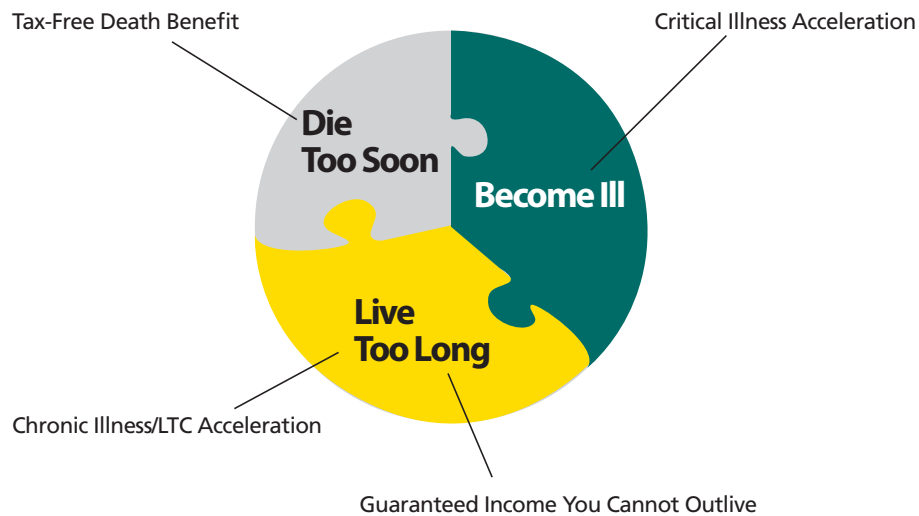 Tax-Free Death Benefit
Critical Illness Acceleration
Die
Too Soon
Become Ill
Live
Too Long
Chronic Illness/LTC Acceleration
Guaranteed Income You Cannot Outlive